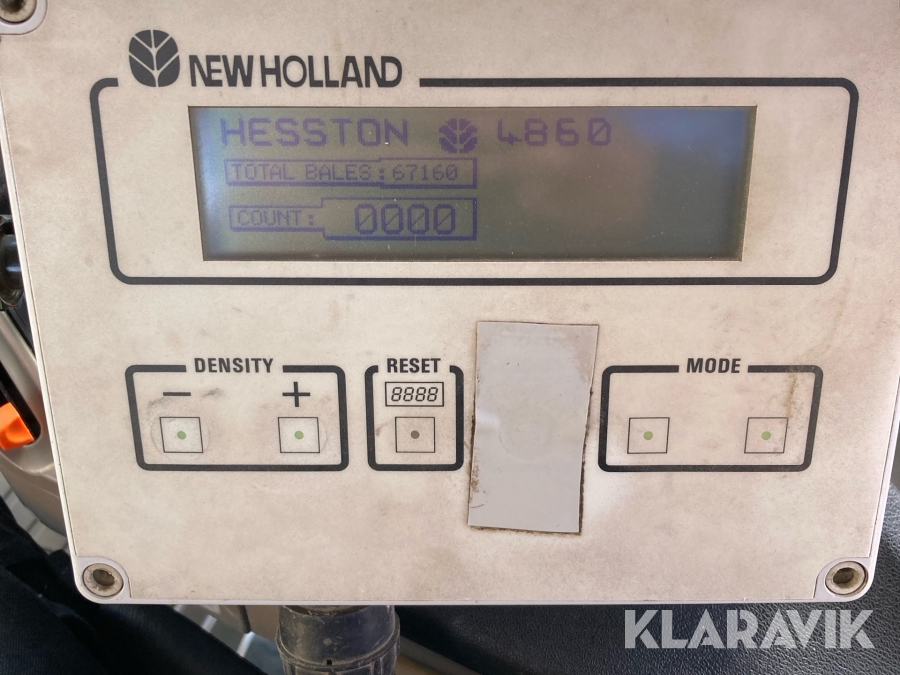 NEW HOLLAND
HESSTON 4860
TOTAL BALES: 67160
COUNT: 0000
DENSITY
RESET
MODE
- +
8888
KLARAVIK